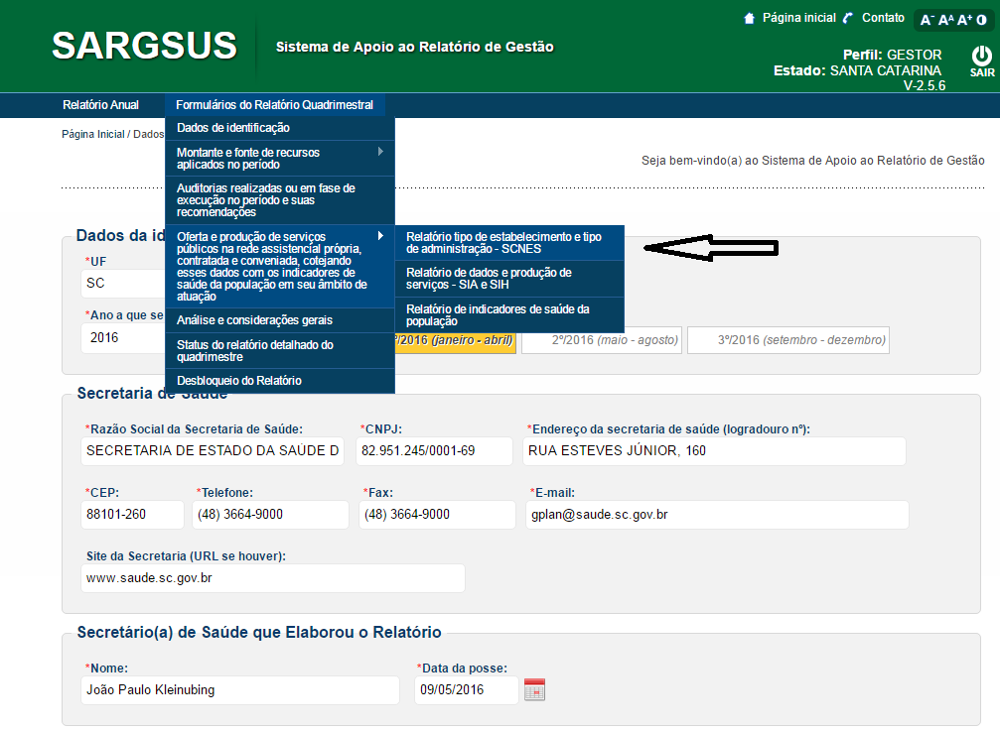 Página inicial Contato A- AA A+
SARGSUS
Sistema de Apoio ao Relatório de Gestão
Perfil: GESTOR
Estado: SANTA CATARINA
V-2.5.6
SAIR
Relatório Anual Formulários do Relatório Quadrimestral
Página Inicial / Dados
Seja bem-vindo(a) ao Sistema de Apoio ao Relatório de Gestão
Dados de identificação
Montante e fonte de recursos
aplicados no período
Auditorias realizadas ou em fase de
execução no período e suas
recomendações
Oferta e produção de serviços
públicos na rede assistencial própria,
contratada e conveniada, cotejando
esses dados com os indicadores de
saúde da população em seu âmbito de
atuação
Análise e considerações gerais
Status do relatório detalhado do
quadrimestre
Desbloqueio do Relatório
Relatório tipo de estabelecimento e tipo
de administração - SCNES
Relatório de dados e produção de
serviços - SIA e SIH
Relatório de indicadores de saúde da
população
Dados da id
*UF
SC
*Ano a que se
2016
º/2016 (janeiro - abril) 2º/2016 (maio - agosto) 3º/2016 (setembro - dezembro)
Secretaria de Saúde
*Razão Social da Secretaria de Saúde: *CNPJ: *Endereço da secretaria de saúde (logradouro nº):
SECRETARIA DE ESTADO DA SAÚDE D 82.951.245/0001-69 RUA ESTEVES JÚNIOR, 160
*CEP: *Telefone: *Fax: *E-mail:
88101-260 (48) 3664-9000 (48) 3664-9000 gplan@saude.sc.gov.br
Site da Secretaria (URL se houver):
www.saude.sc.gov.br
Secretário(a) de Saúde que Elaborou o Relatório
*Nome: *Data da posse:
João Paulo Kleinubing 09/05/2016